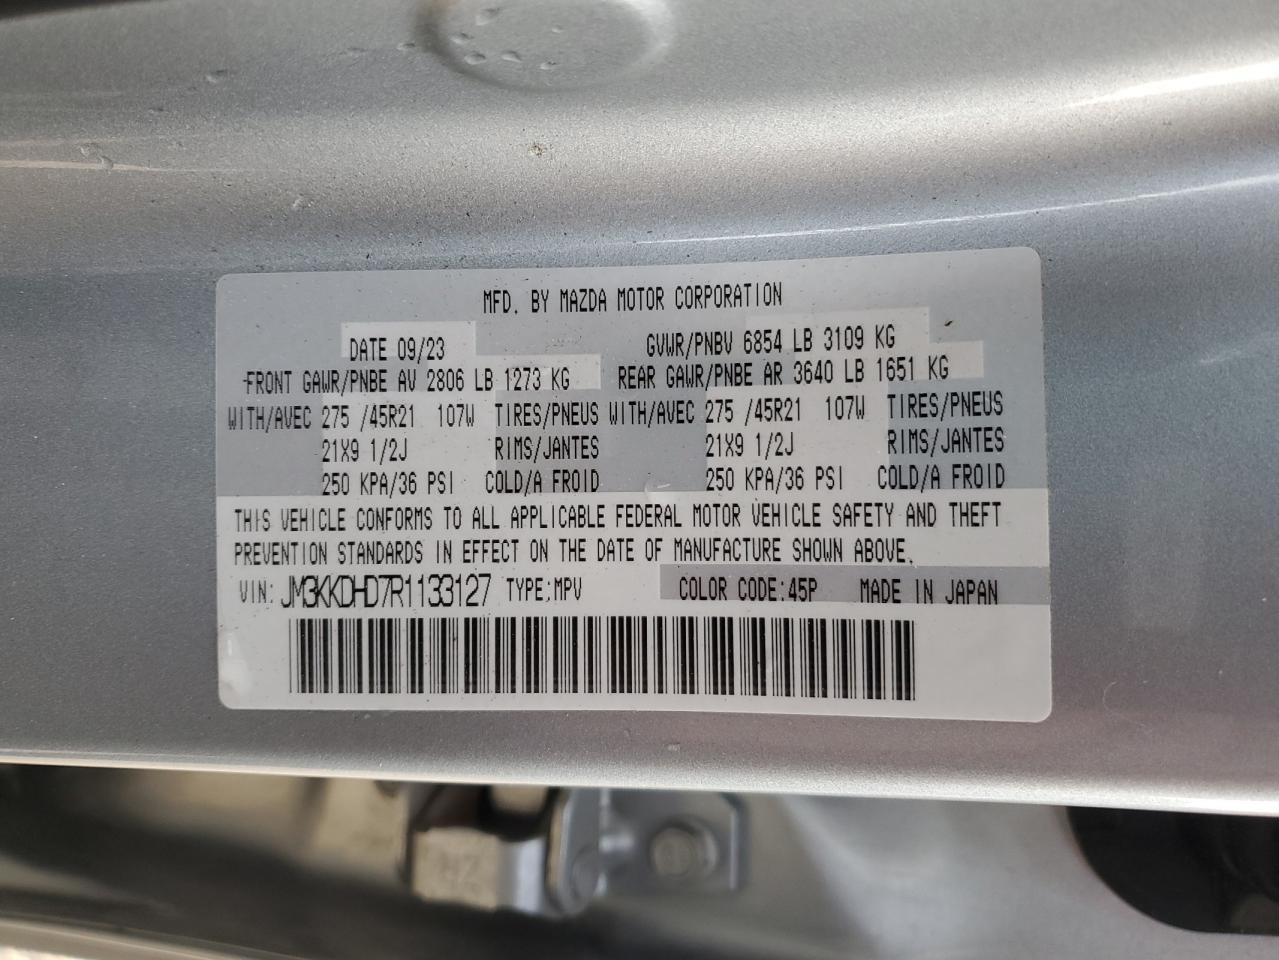 MFD. BY MAZDA MOTOR CORPORATION
DATE 09/23 GVWR/PNBV 6854 LB 3109 KG
FRONT GAWR/PNBE AV 2806 LB 1273 KG REAR GAWR/PNBE AR 3640 LB 1651 KG
WITH/AVEC 275 /45R21 107W TIRES/PNEUS WITH/AVEC 275 /45R21 107W TIRES/PNEUS
21X9 1/2J RIMS/JANTES 21X9 1/2J RIMS/JANTES
250 KPA/36 PSI COLD/A FROID 250 KPA/36 PSI COLD/A FROID
THIS VEHICLE CONFORMS TO ALL APPLICABLE FEDERAL MOTOR VEHICLE SAFETY AND THEFT
PREVENTION STANDARDS IN EFFECT ON THE DATE OF MANUFACTURE SHOWN ABOVE.
VIN: JM3KKDHD7R1133127 TYPE:MPV COLOR CODE:45P MADE IN JAPAN